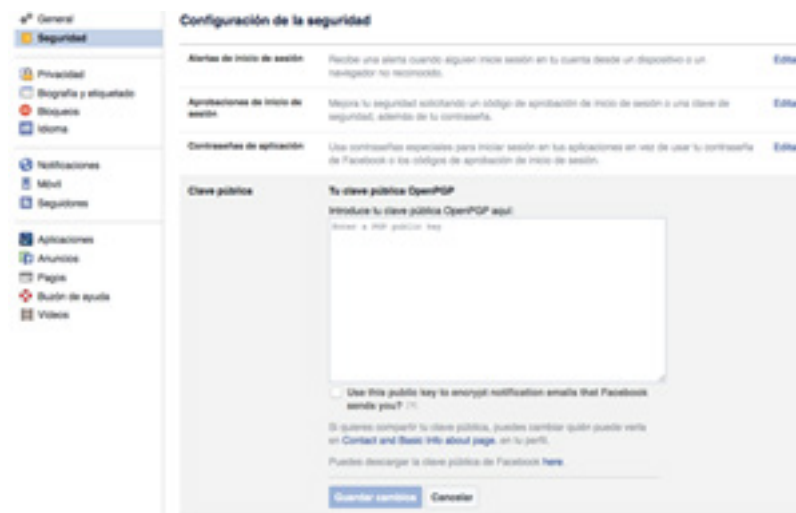 General
Seguridad
Privacidad
Biografía y etiquetado
Bloqueos
Idioma
Notificaciones
Móvil
Seguidores
Aplicaciones
Anuncios
Pagos
Buzón de ayuda
Vídeos
Configuración de la seguridad
Alertas de inicio de sesión
Recibe una alerta cuando alguien inicie sesión en tu cuenta desde un dispositivo o un
navegador no reconocido.
Edita
Aprobaciones de inicio de
sesión
Mejora tu seguridad solicitando un código de aprobación de inicio de sesión o una clave de
seguridad, además de tu contraseña.
Edita
Contraseñas de aplicación
Usa contraseñas especiales para iniciar sesión en tus aplicaciones en vez de usar tu contraseña
de Facebook o los códigos de aprobación de inicio de sesión.
Edita
Clave pública
Tu clave pública OpenPGP
Introduce tu clave pública OpenPGP aquí:
Enter a PGP public key
Use this public key to encrypt notification emails that Facebook
sends you? [?]
Si quieres compartir tu clave pública, puedes cambiar quién puede verla
en Contact and Basic Info about page, en tu perfil.
Puedes descargar la clave pública de Facebook here.
Guardar cambios
Cancelar